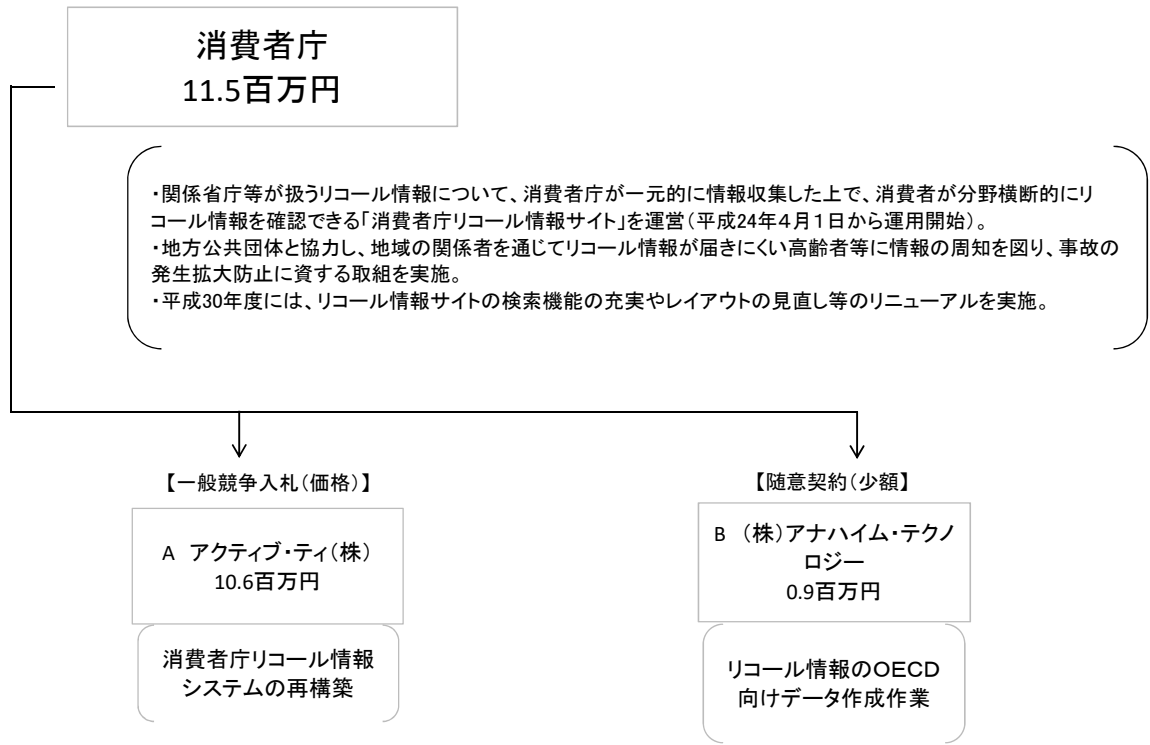 消費者庁
11.5百万円
・関係省庁等が扱うリコール情報について、消費者庁が一元的に情報収集した上で、消費者が分野横断的にリ
コール情報を確認できる「消費者庁リコール情報サイト」を運営（平成24年４月１日から運用開始）。
・地方公共団体と協力し、地域の関係者を通じてリコール情報が届きにくい高齢者等に情報の周知を図り、事故の
発生拡大防止に資する取組を実施。
・平成30年度には、リコール情報サイトの検索機能の充実やレイアウトの見直し等のリニューアルを実施。
【一般競争入札（価格）】
A　アクティブ・ティ（株）
10.6百万円
消費者庁リコール情報
システムの再構築
【随意契約（少額】
B　（株）アナハイム・テクノ
ロジー
0.9百万円
リコール情報のＯＥＣＤ
向けデータ作成作業